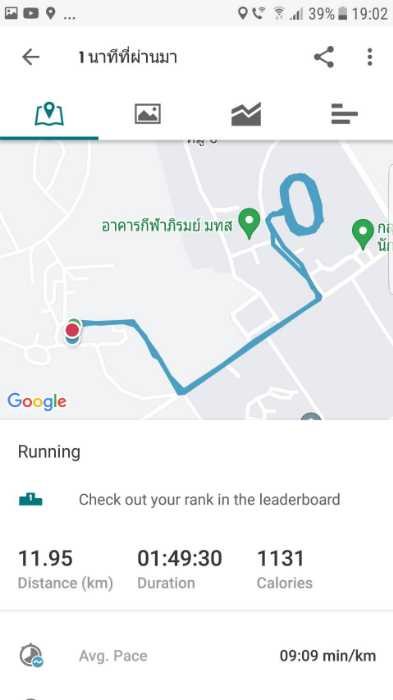 ... 39% 19:02
1 นาทีที่ผ่านมา
อาคารกีฬาภิรมย์ มทส
Google
Running
1
Check out your rank in the leaderboard
11.95 01:49:30 1131
Distance (km) Duration Calories
Avg. Pace 09:09 min/km